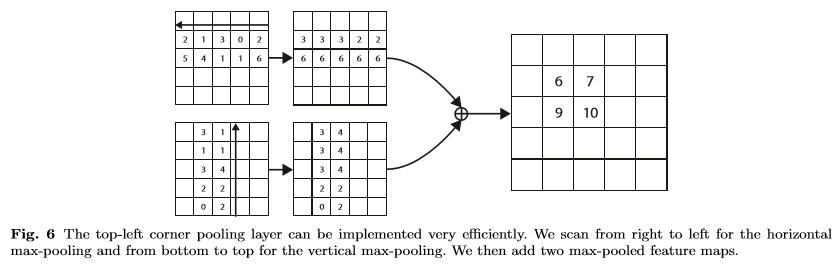 2 1 3 0 2
5 4 1 1 6
3 3 3 2 2
6 6 6 6 6
3 1
1 1
3 4
2 2
0 2
3 4
3 4
3 4
2 2
0 2
6 7
9 10
Fig. 6 The top-left corner pooling layer can be implemented very efficiently. We scan from right to left for the horizontal
max-pooling and from bottom to top for the vertical max-pooling. We then add two max-pooled feature maps.